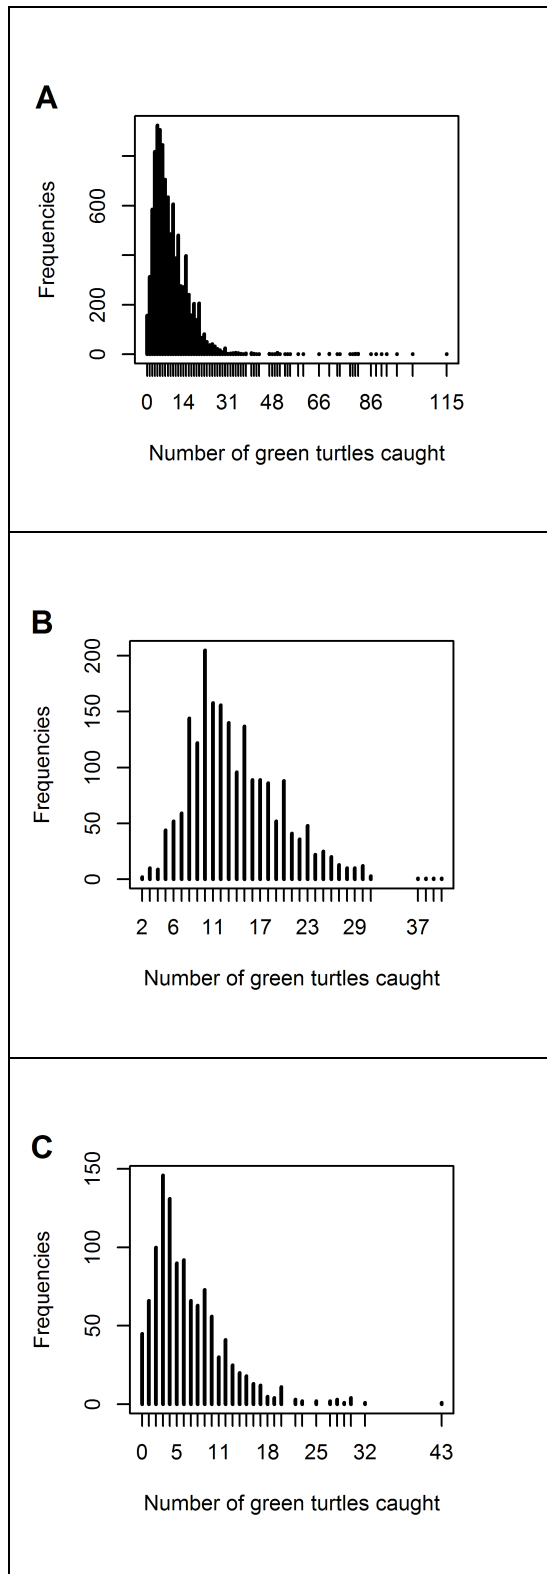 A
600
200
0
Frequencies
0 14 31 48 66 86 115
Number of green turtles caught
B
200
150
100
50
0
Frequencies
2 6 11 17 23 29 37
Number of green turtles caught
C
150
100
50
0
Frequencies
0 5 11 18 25 32 43
Number of green turtles caught